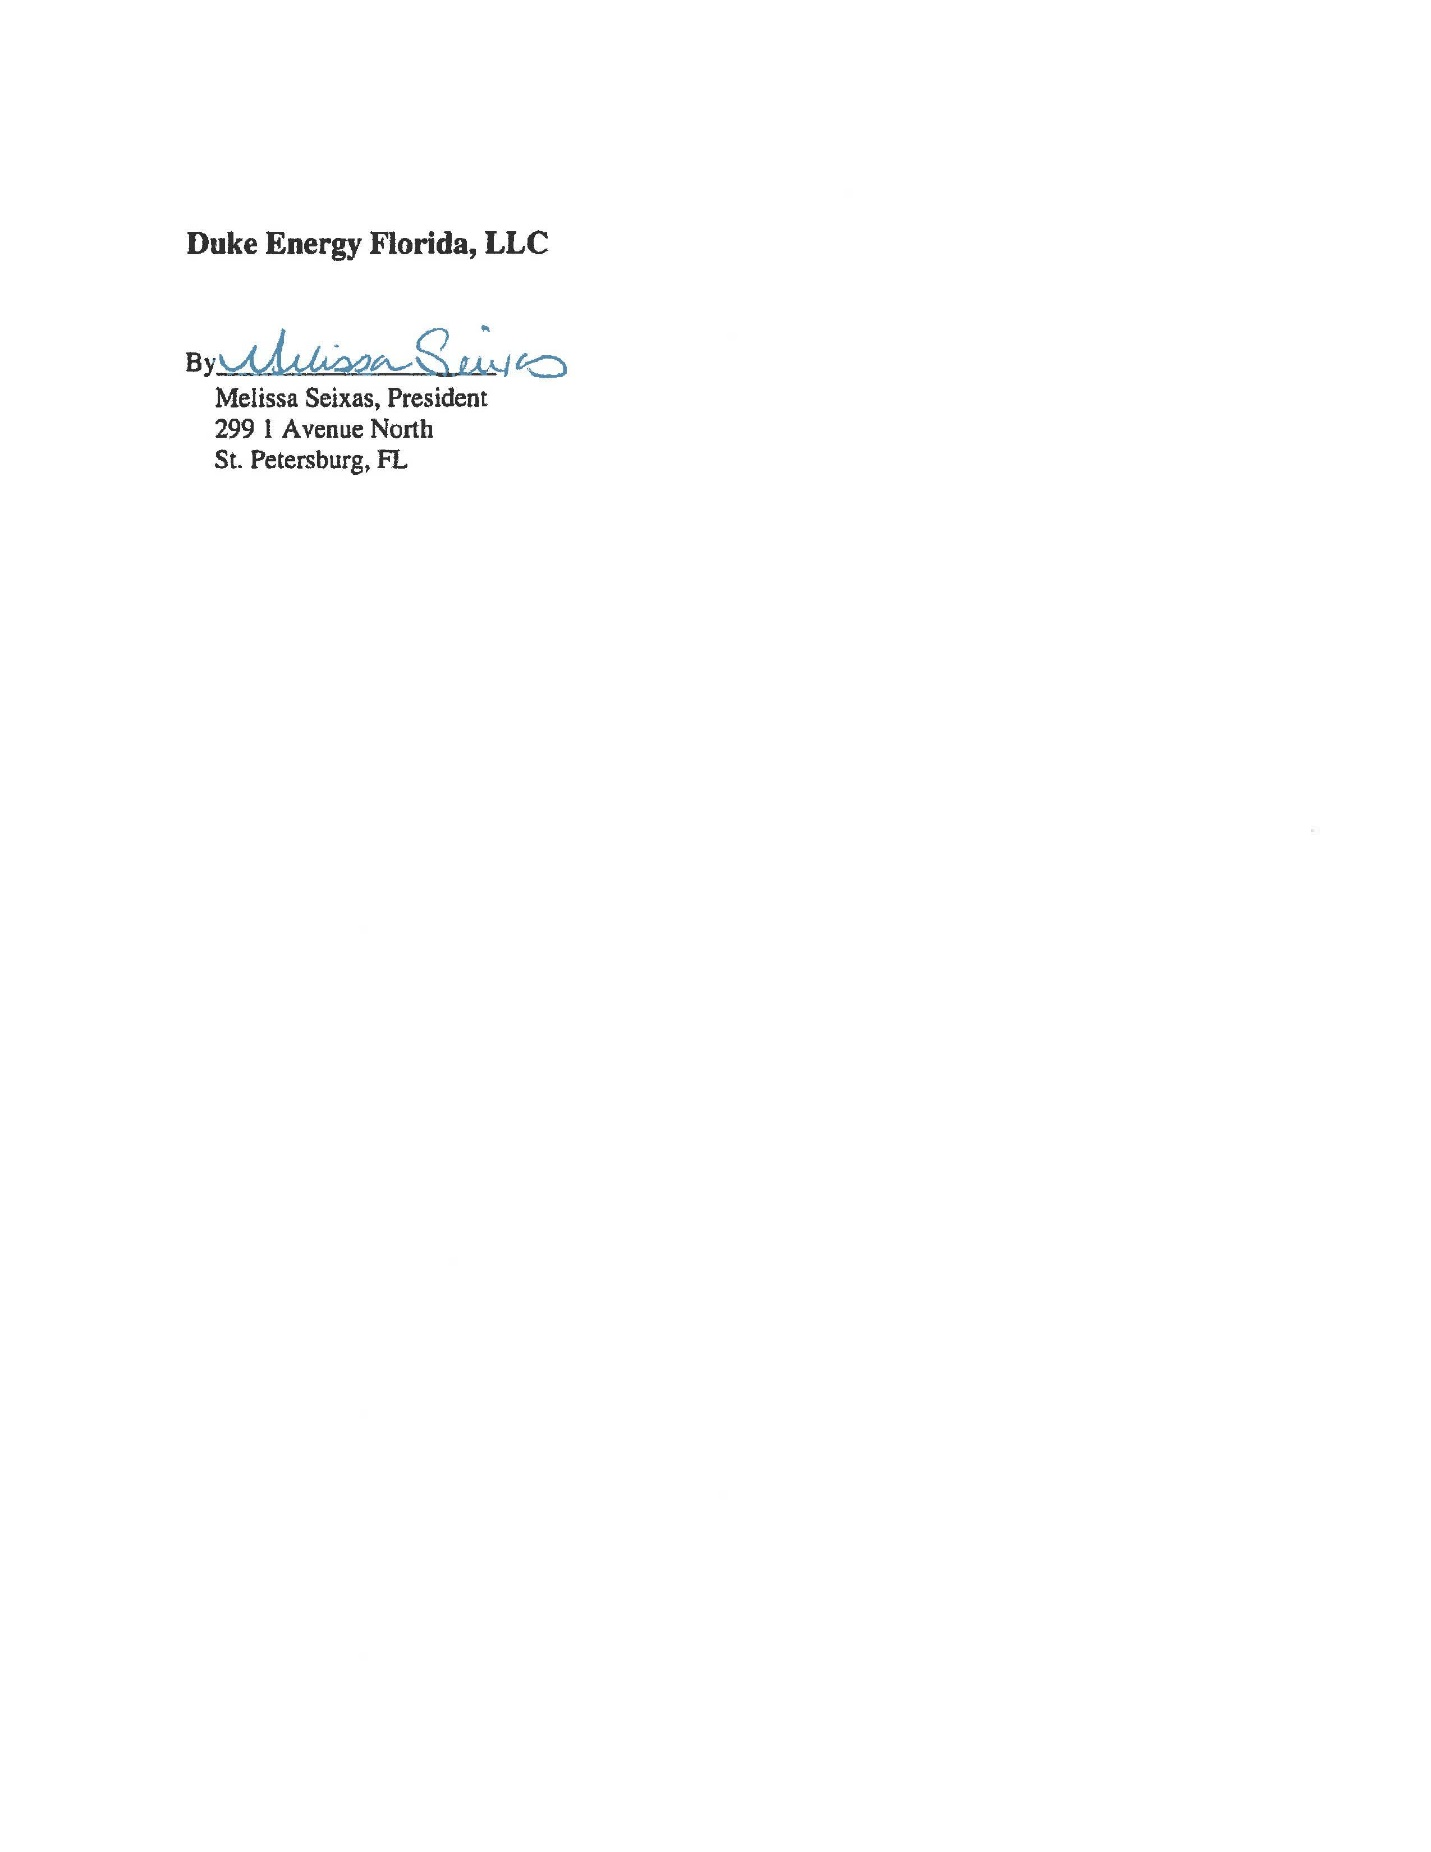 Duke Energy Florida, LLC
By Melissa Seixas
Melissa Seixas, President
299 1 Avenue North
St. Petersburg, FL